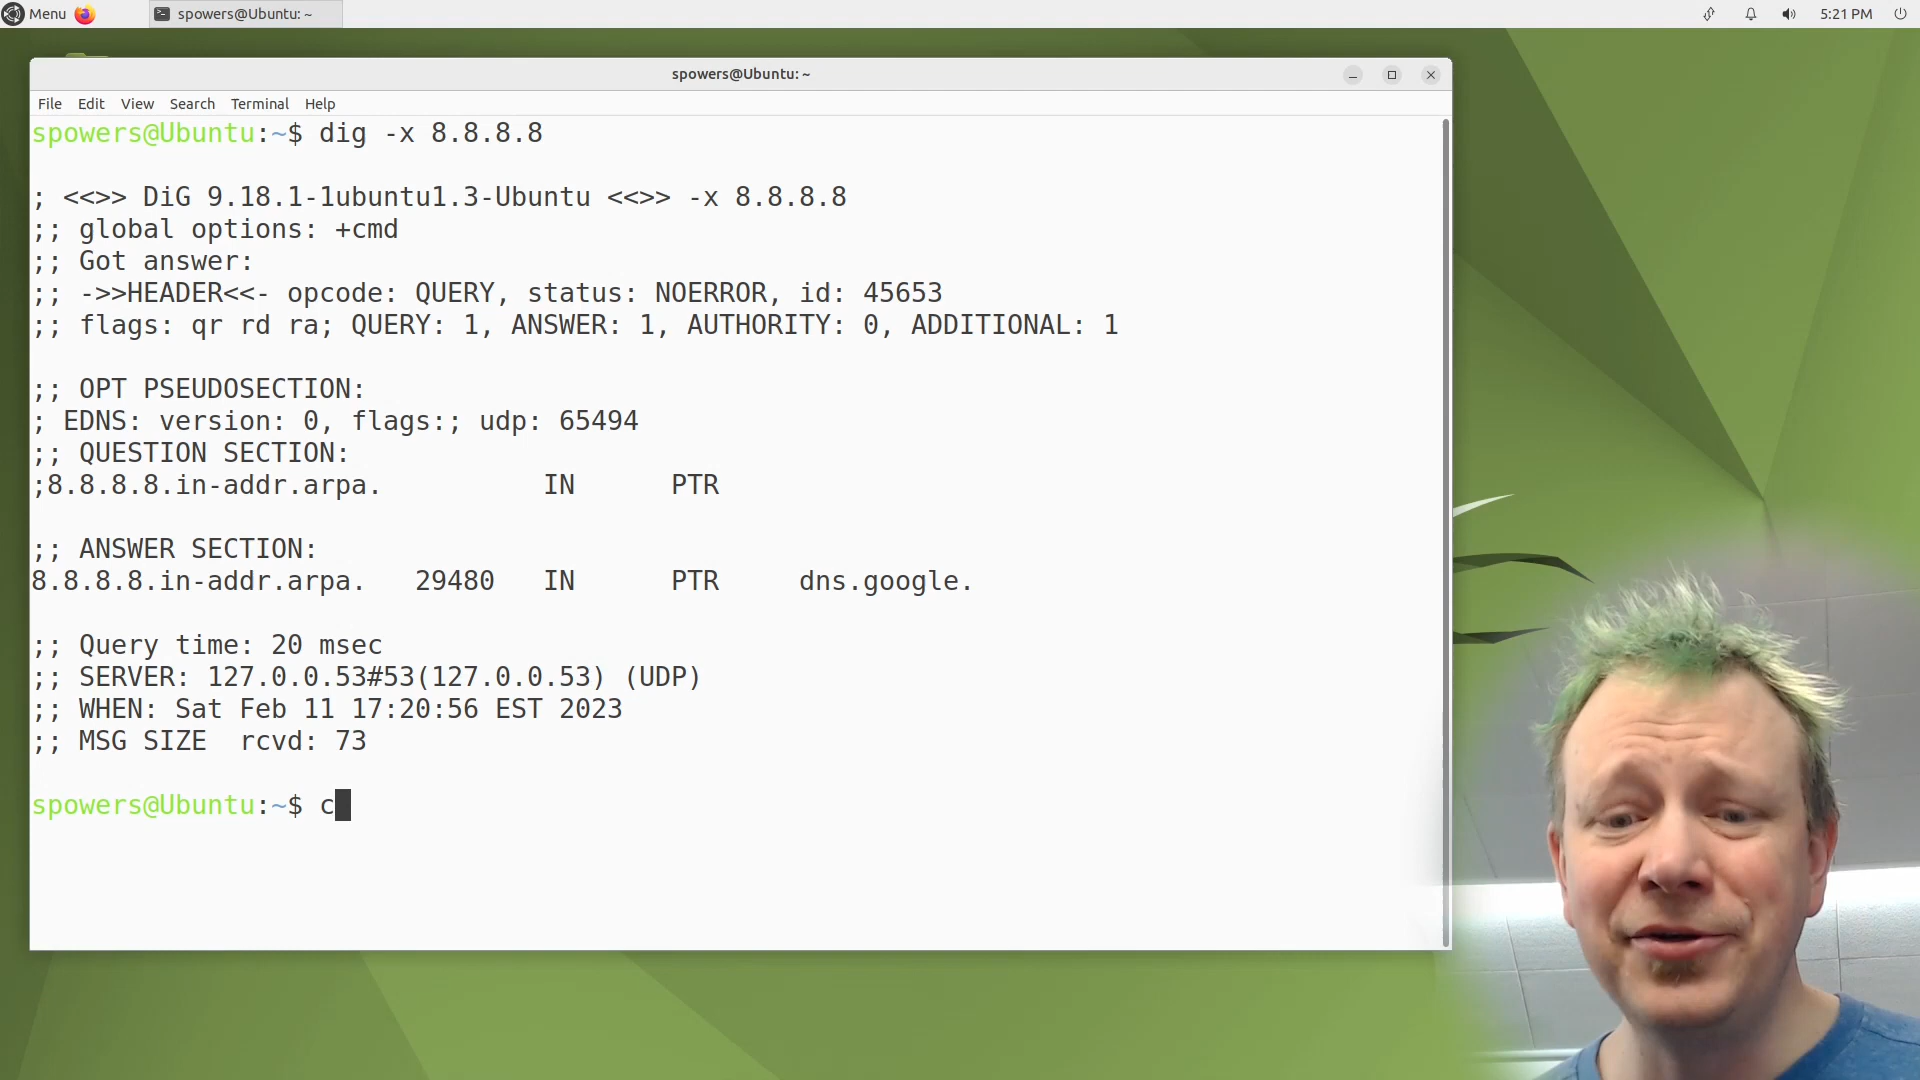 Menu
spowers@Ubuntu: ~
5:21 PM
spowers@Ubuntu: ~
File Edit View Search Terminal Help
spowers@Ubuntu:~$ dig -x 8.8.8.8
; <<>> DiG 9.18.1-1ubuntu1.3-Ubuntu <<>> -x 8.8.8.8
;; global options: +cmd
;; Got answer:
;; ->>HEADER<<- opcode: QUERY, status: NOERROR, id: 45653
;; flags: qr rd ra; QUERY: 1, ANSWER: 1, AUTHORITY: 0, ADDITIONAL: 1
;; OPT PSEUDOSECTION:
; EDNS: version: 0, flags:; udp: 65494
;; QUESTION SECTION:
;8.8.8.8.in-addr.arpa. IN PTR
;; ANSWER SECTION:
8.8.8.8.in-addr.arpa. 29480 IN PTR dns.google.
;; Query time: 20 msec
;; SERVER: 127.0.0.53#53(127.0.0.53) (UDP)
;; WHEN: Sat Feb 11 17:20:56 EST 2023
;; MSG SIZE rcvd: 73
spowers@Ubuntu:~$ c